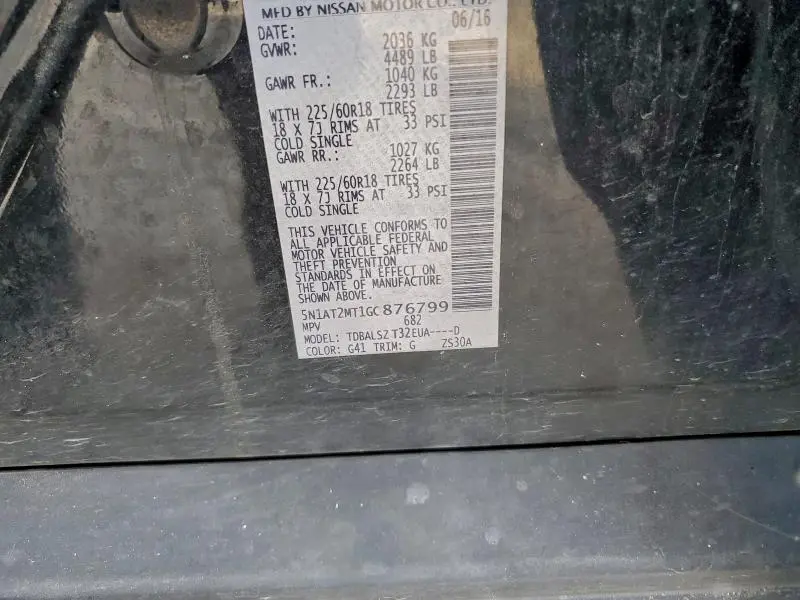 MFD BY NISSAN MOTOR CO., LTD.
DATE: 06/16
GVWR: 2036 KG
4489 LB
GAWR FR.: 1040 KG
2293 LB
WITH 225/60R18 TIRES
18 X 7J RIMS AT 33 PSI
COLD SINGLE
GAWR RR.: 1027 KG
2264 LB
WITH 225/60R18 TIRES
18 X 7J RIMS AT 33 PSI
COLD SINGLE
THIS VEHICLE CONFORMS TO
ALL APPLICABLE FEDERAL
MOTOR VEHICLE SAFETY AND
THEFT PREVENTION
STANDARDS IN EFFECT ON
THE DATE OF MANUFACTURE
SHOWN ABOVE.
5N1AT2MT1GC876799
MPV 682
MODEL: TDBALSZ T32EUA----D
COLOR: G41 TRIM: G ZS30A